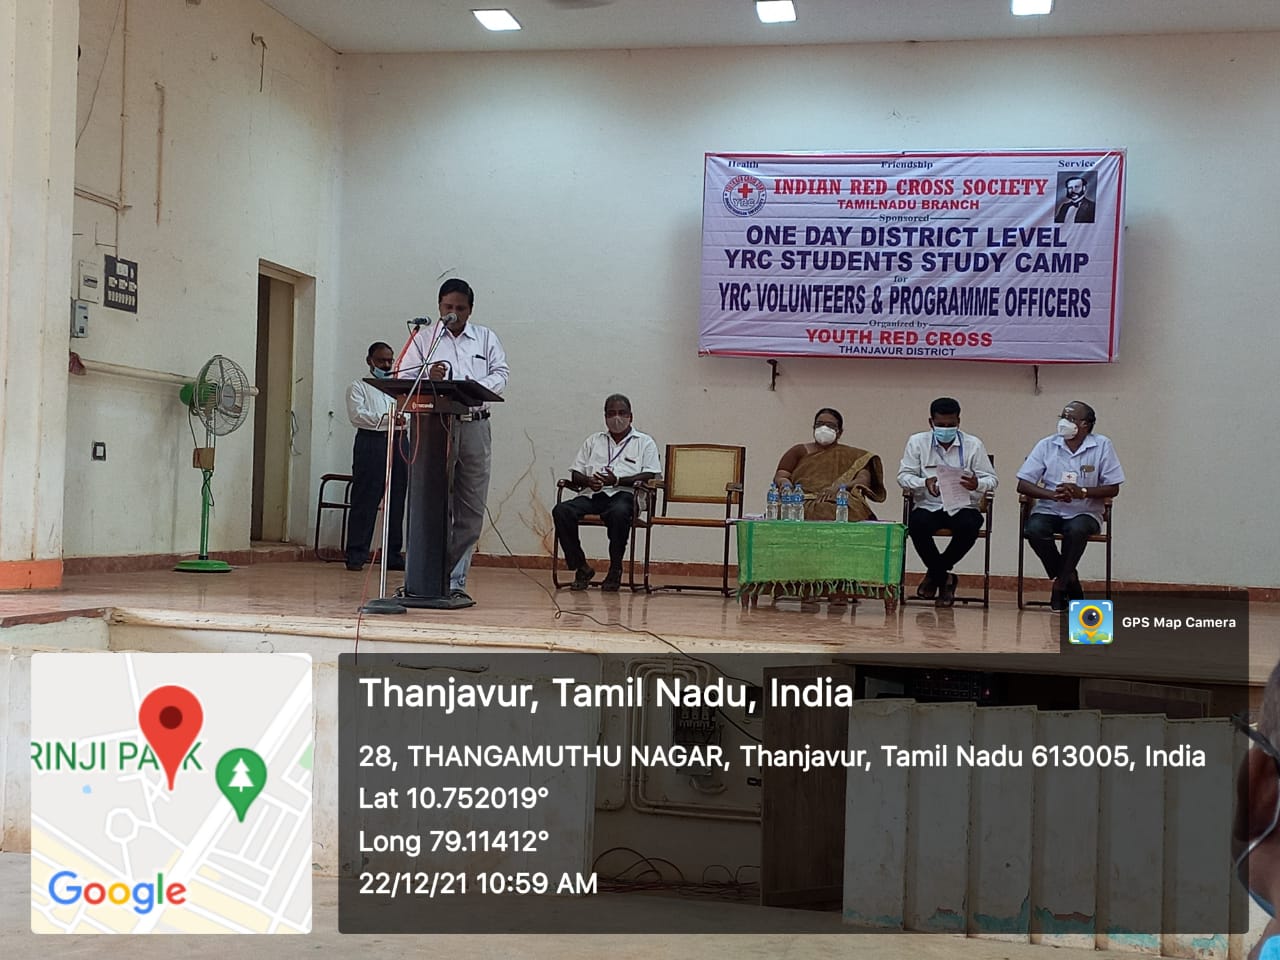 Health Friendship Service
INDIAN RED CROSS SOCIETY
TAMILNADU BRANCH
Sponsored
ONE DAY DISTRICT LEVEL
YRC STUDENTS STUDY CAMP
for
YRC VOLUNTEERS & PROGRAMME OFFICERS
Organized by
YOUTH RED CROSS
THANJAVUR DISTRICT
YRC
GPS Map Camera
RINJI PARK
Google
Thanjavur, Tamil Nadu, India
28, THANGAMUTHU NAGAR, Thanjavur, Tamil Nadu 613005, India
Lat 10.752019°
Long 79.11412°
22/12/21 10:59 AM